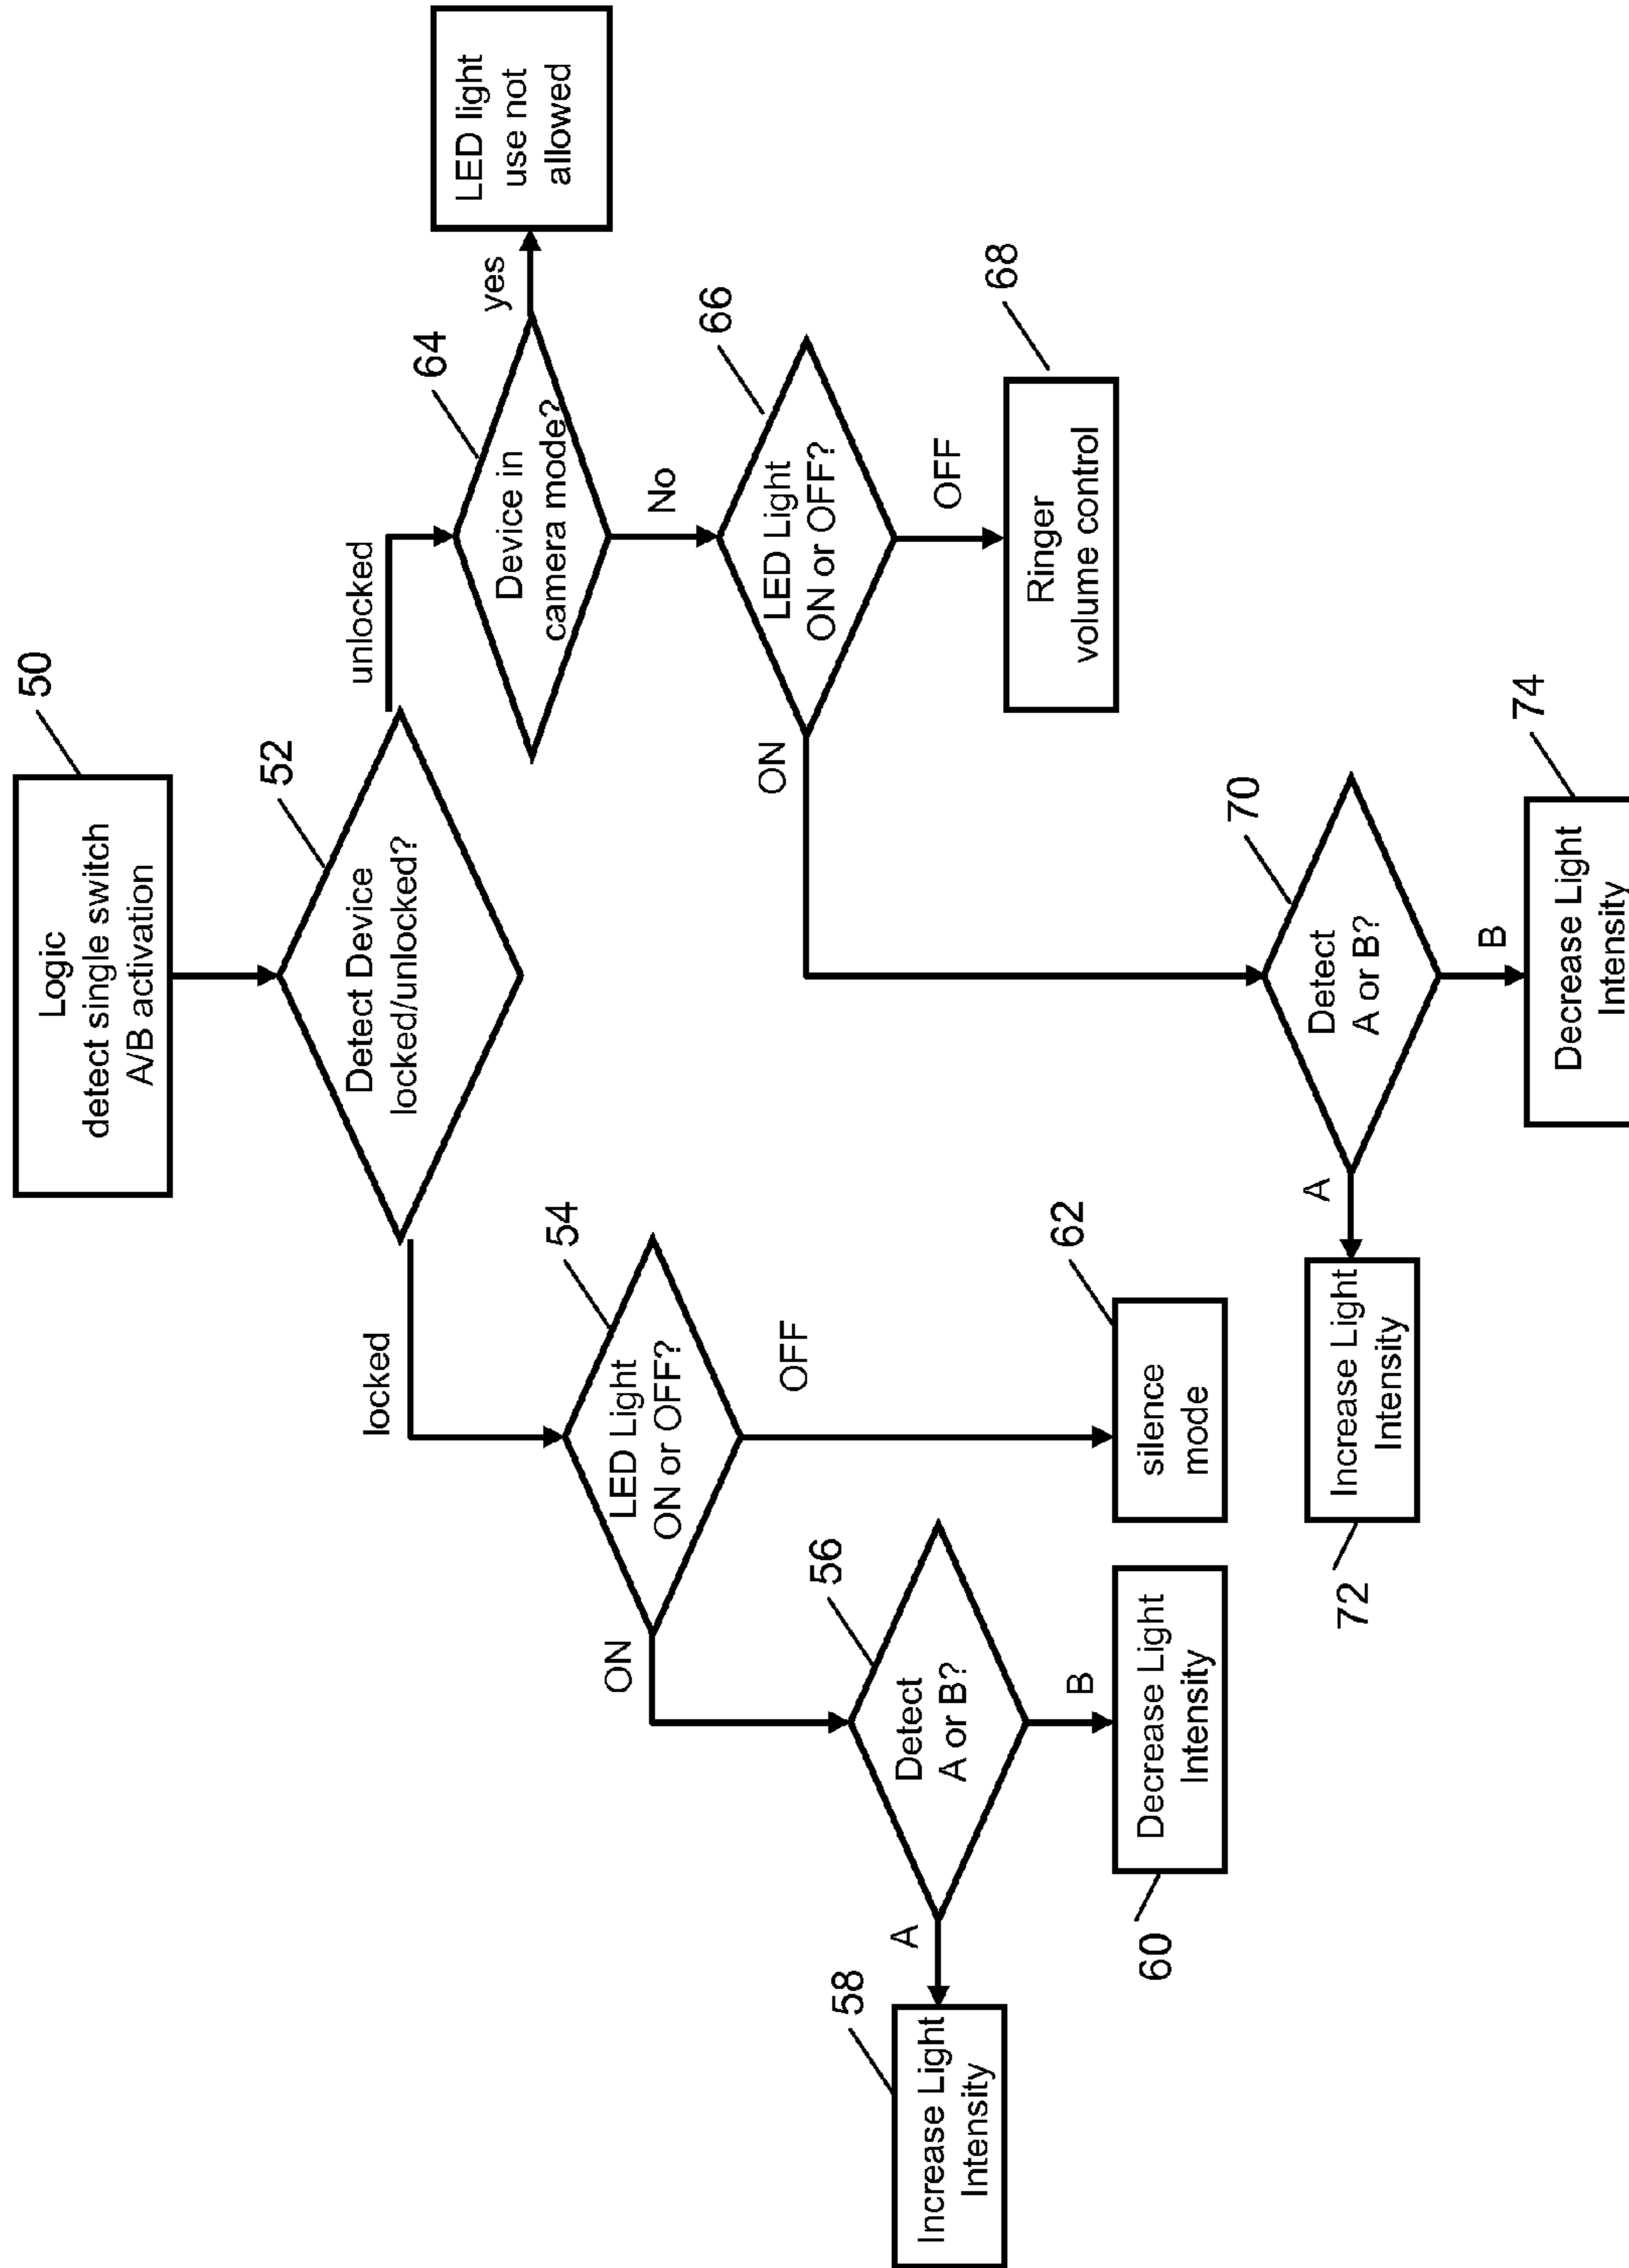 Logic
detect single switch
A/B activation
50
Detect Device
locked/unlocked?
52
locked
unlocked
LED Light
ON or OFF?
54
Device in
camera mode?
64
yes
LED light
use not
allowed
No
ON
OFF
LED Light
ON or OFF?
66
Detect
A or B?
56
ON
OFF
A
B
58
Increase Light
Intensity
60
Decrease Light
Intensity
silence
mode
62
Ringer
volume control
68
Detect
A or B?
70
A
B
72
Increase Light
Intensity
Decrease Light
Intensity
74